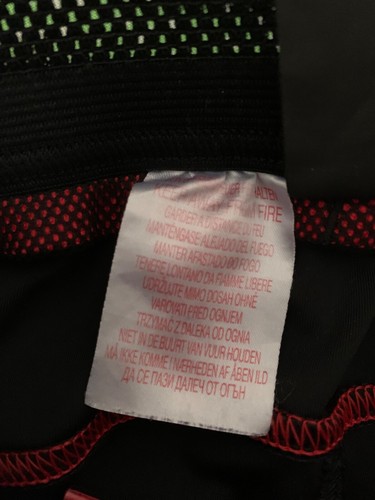 HALTEN
FIRE
GARDER A DISTANCE DU FEU
MANTENGASE ALEJADO DEL FUEGO
MANTER AFASTADO DO FOGO
TENERE LONTANO DA FIAMME LIBERE
UDRŽUJTE MIMO DOSAH OHNĚ
VAROVATI PRED OGNJEM
TRZYMAĆ Z DALEKA OD OGNIA
NIET IN DE BUURT VAN VUUR HOUDEN
MÅ IKKE KOMME I NÆRHEDEN AF ÅBEN ILD
ДА СЕ ПАЗИ ДАЛЕЧ ОТ ОГЪН